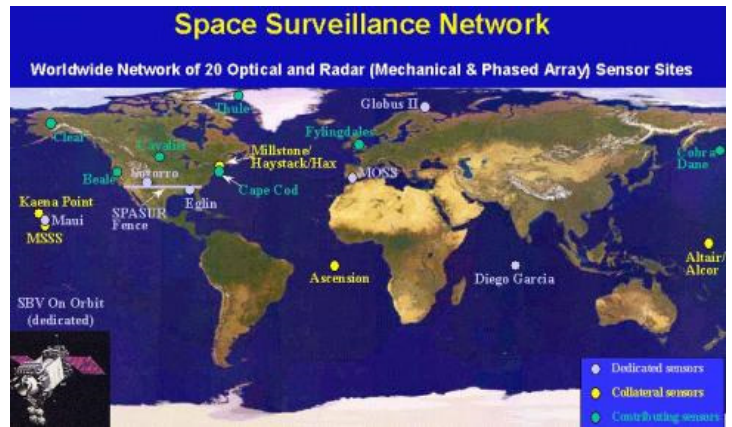 Space Surveillance Network
Worldwide Network of 20 Optical and Radar (Mechanical & Phased Array) Sensor Sites
Thule
Globus II
Clear
Cavalier
Millstone/
Haystack/Hax
Fylingdales
Cobra
Dane
Beale
Socorro
MOSS
Cape Cod
Kaena Point
Maui
SPASUR
Fence
Eglin
MSSS
Ascension
Diego Garcia
Altair/
Alcor
SBV On Orbit
(dedicated)
Dedicated sensors
Collateral sensors
Contributing sensors